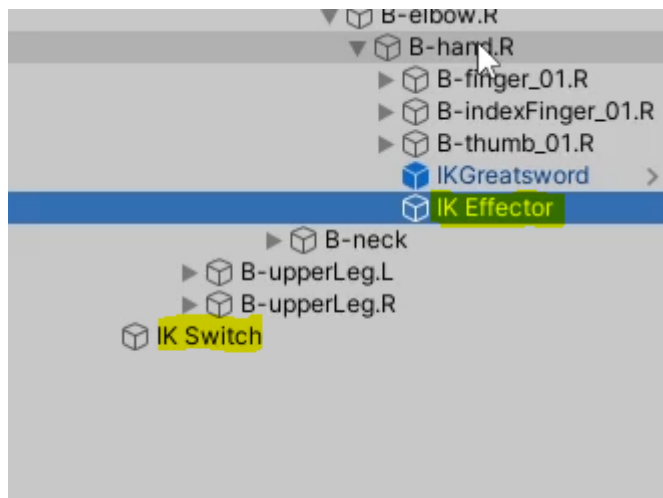 B-elbow.R
B-hand.R
B-finger_01.R
B-indexFinger_01.R
B-thumb_01.R
IKGreatsword
IK Effector
B-neck
B-upperLeg.L
B-upperLeg.R
IK Switch